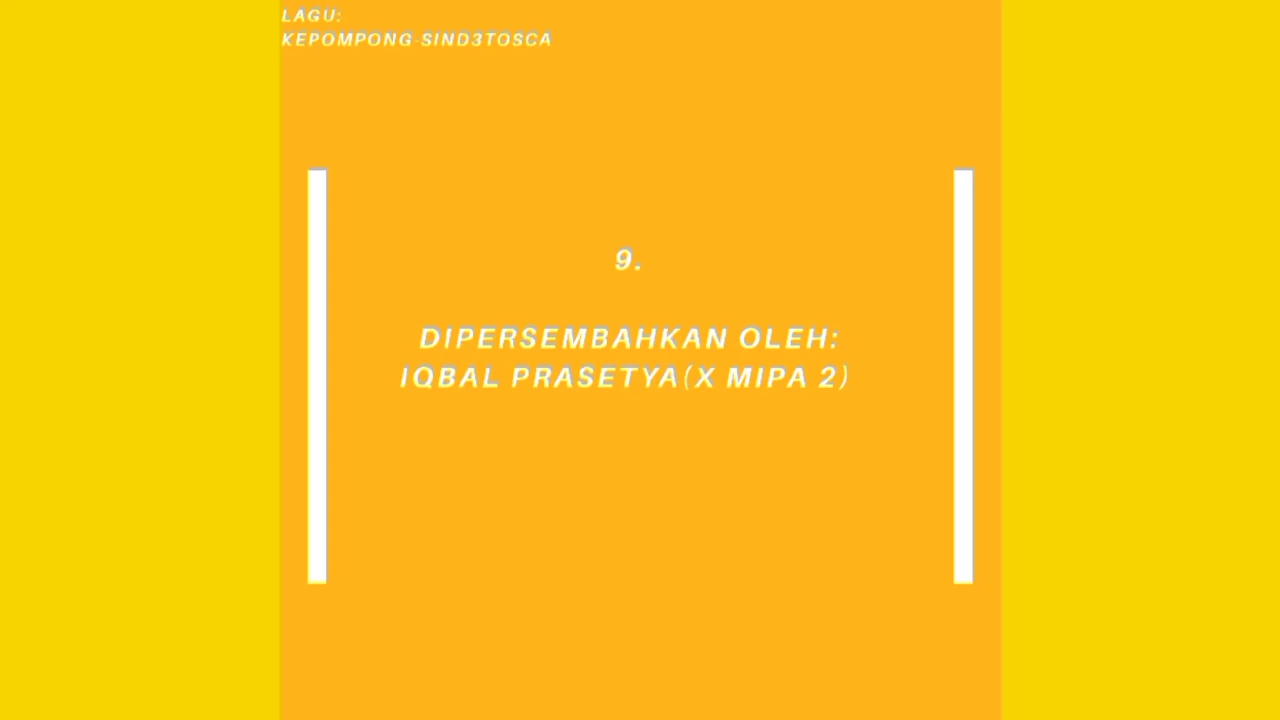 LAGU:
KEPOMPONG-SIND3TOSCA
9.
DIPERSEMBAHKAN OLEH:
IQBAL PRASETYA(X MIPA 2)